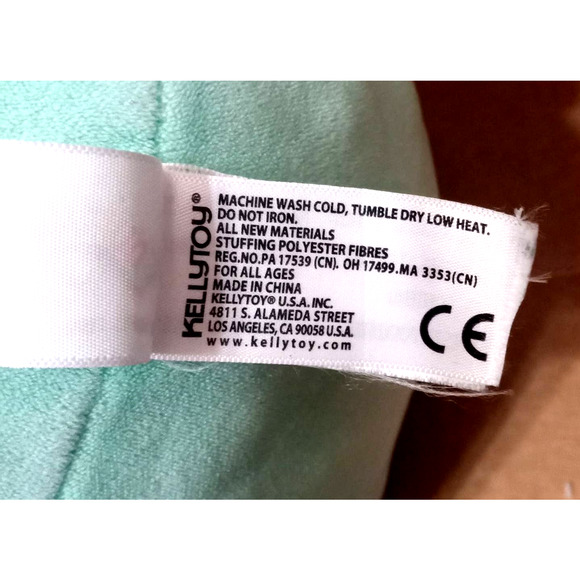 KELLYTOY®
MACHINE WASH COLD, TUMBLE DRY LOW HEAT.
DO NOT IRON.
ALL NEW MATERIALS
STUFFING POLYESTER FIBRES
REG.NO.PA 17539 (CN). OH 17499.MA 3353(CN)
FOR ALL AGES
MADE IN CHINA
KELLYTOY® U.S.A. INC.
4811 S. ALAMEDA STREET
LOS ANGELES, CA 90058 U.S.A.
www.kellytoy.com
CE